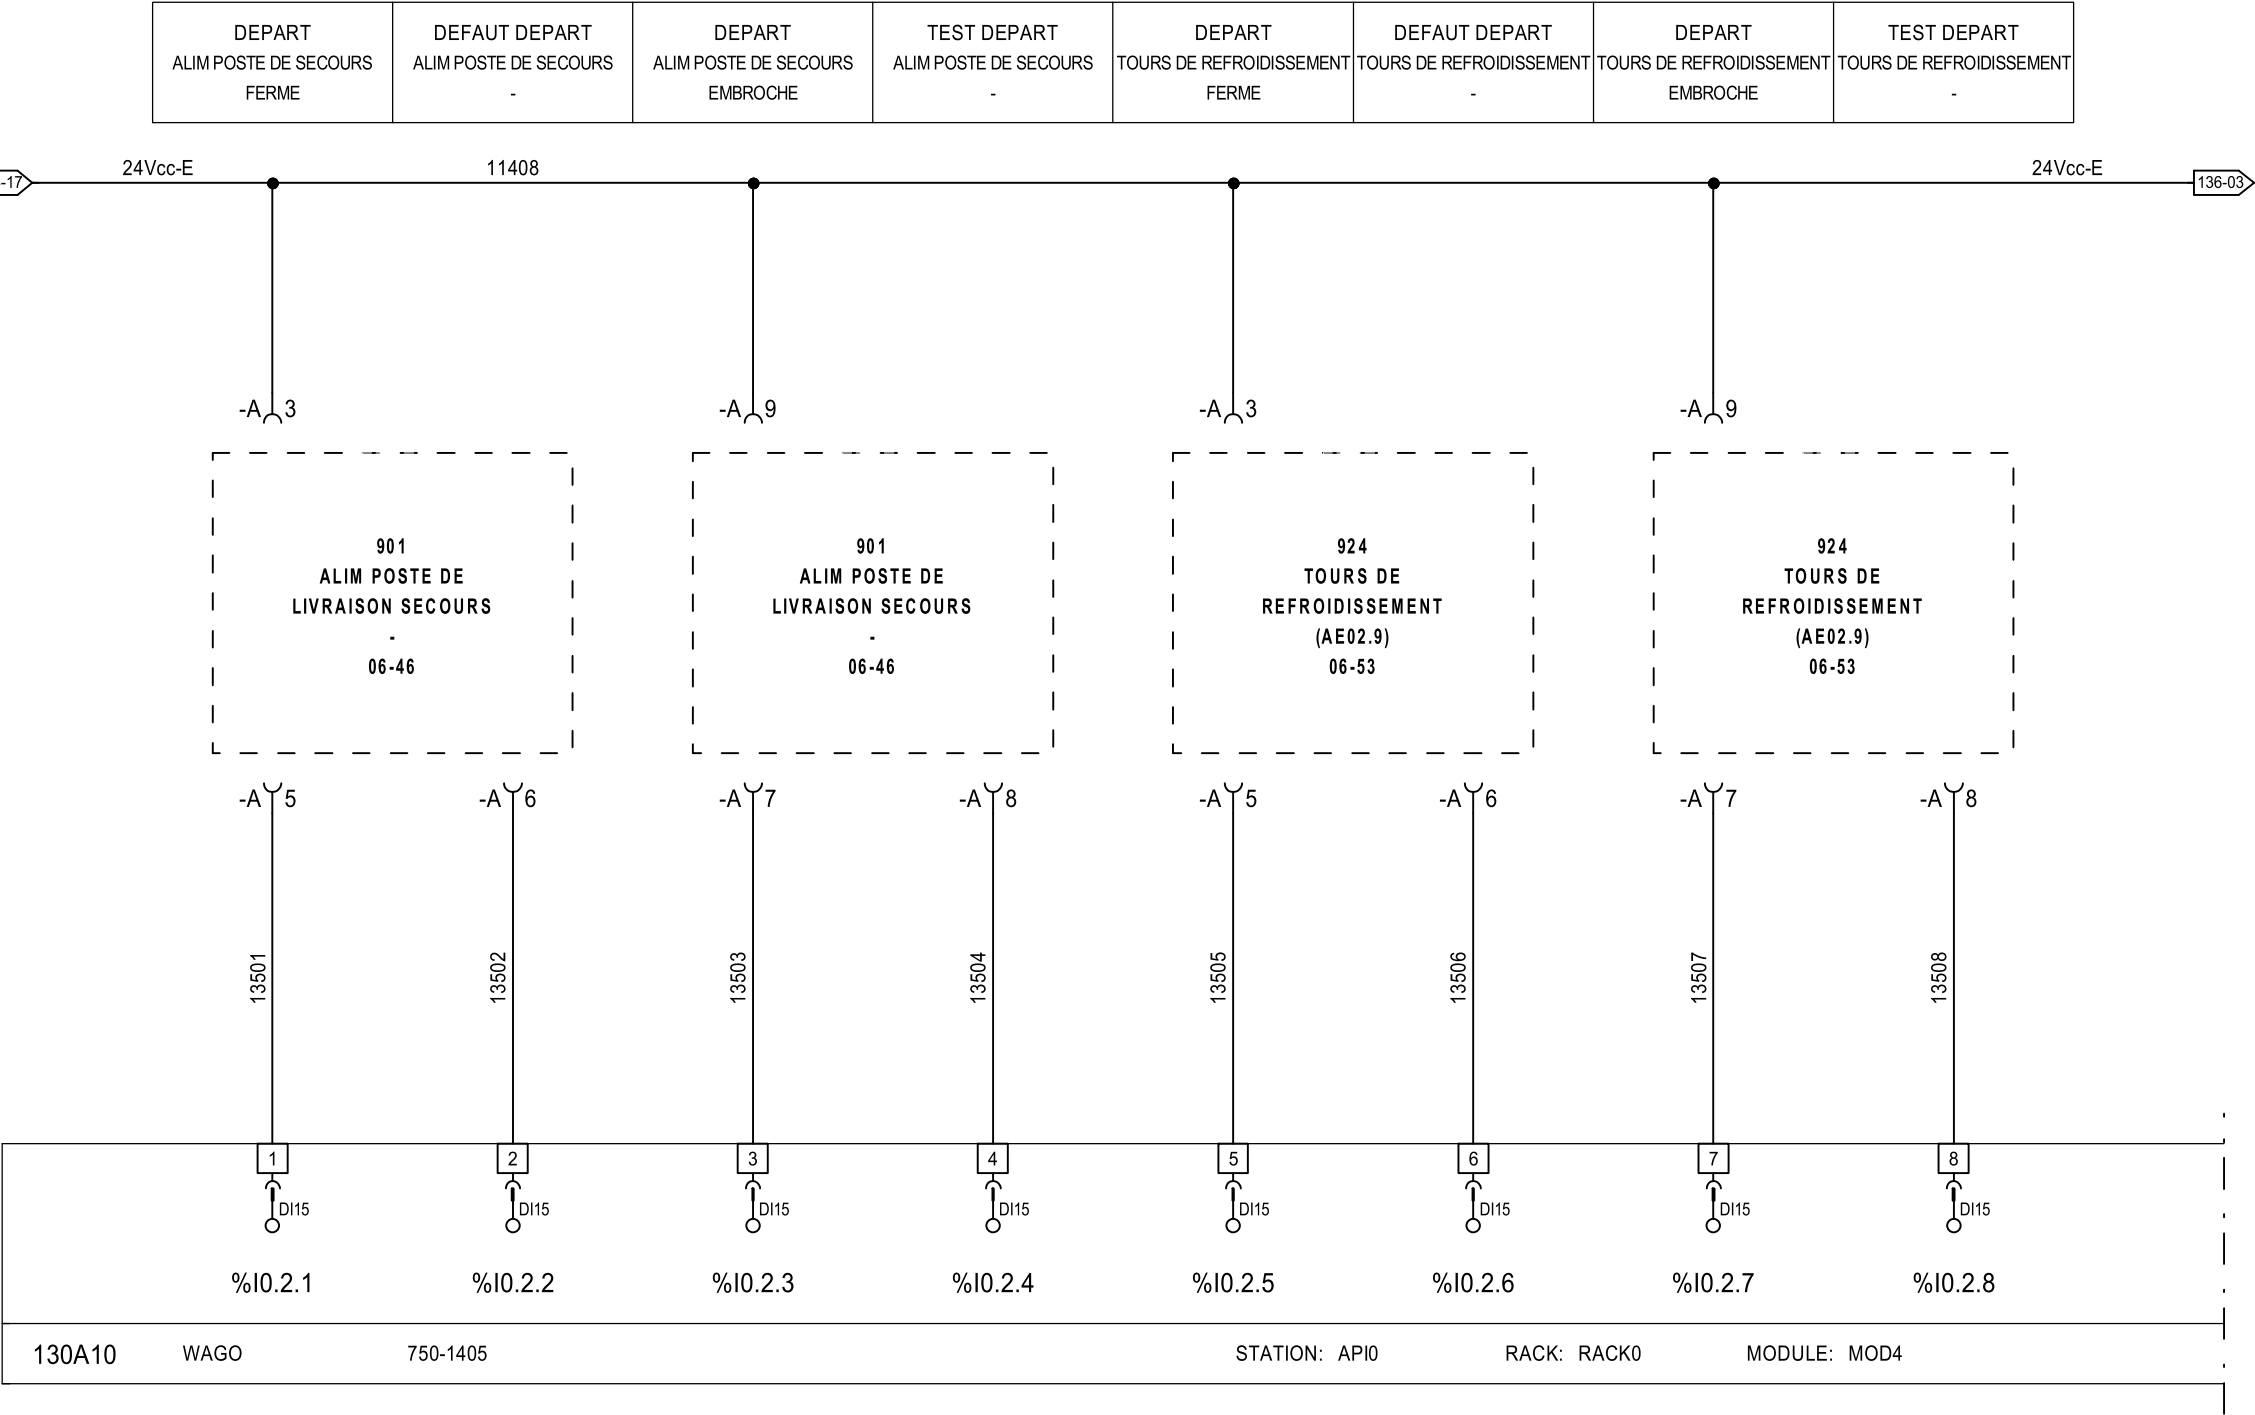 DEPART
ALIM POSTE DE SECOURS
FERME
DEFAUT DEPART
ALIM POSTE DE SECOURS
-
DEPART
ALIM POSTE DE SECOURS
EMBROCHE
TEST DEPART
ALIM POSTE DE SECOURS
-
DEPART
TOURS DE REFROIDISSEMENT
FERME
DEFAUT DEPART
TOURS DE REFROIDISSEMENT
-
DEPART
TOURS DE REFROIDISSEMENT
EMBROCHE
TEST DEPART
TOURS DE REFROIDISSEMENT
-
-17 24Vcc-E 11408 24Vcc-E 136-03
-A 3 -A 9 -A 3 -A 9
901
ALIM POSTE DE
LIVRAISON SECOURS
-
06-46
901
ALIM POSTE DE
LIVRAISON SECOURS
-
06-46
924
TOURS DE
REFROIDISSEMENT
(AE02.9)
06-53
924
TOURS DE
REFROIDISSEMENT
(AE02.9)
06-53
-A 5 -A 6 -A 7 -A 8 -A 5 -A 6 -A 7 -A 8
13501 13502 13503 13504 13505 13506 13507 13508
1 2 3 4 5 6 7 8
DI15 DI15 DI15 DI15 DI15 DI15 DI15 DI15
%I0.2.1 %I0.2.2 %I0.2.3 %I0.2.4 %I0.2.5 %I0.2.6 %I0.2.7 %I0.2.8
130A10 WAGO 750-1405 STATION: API0 RACK: RACK0 MODULE: MOD4